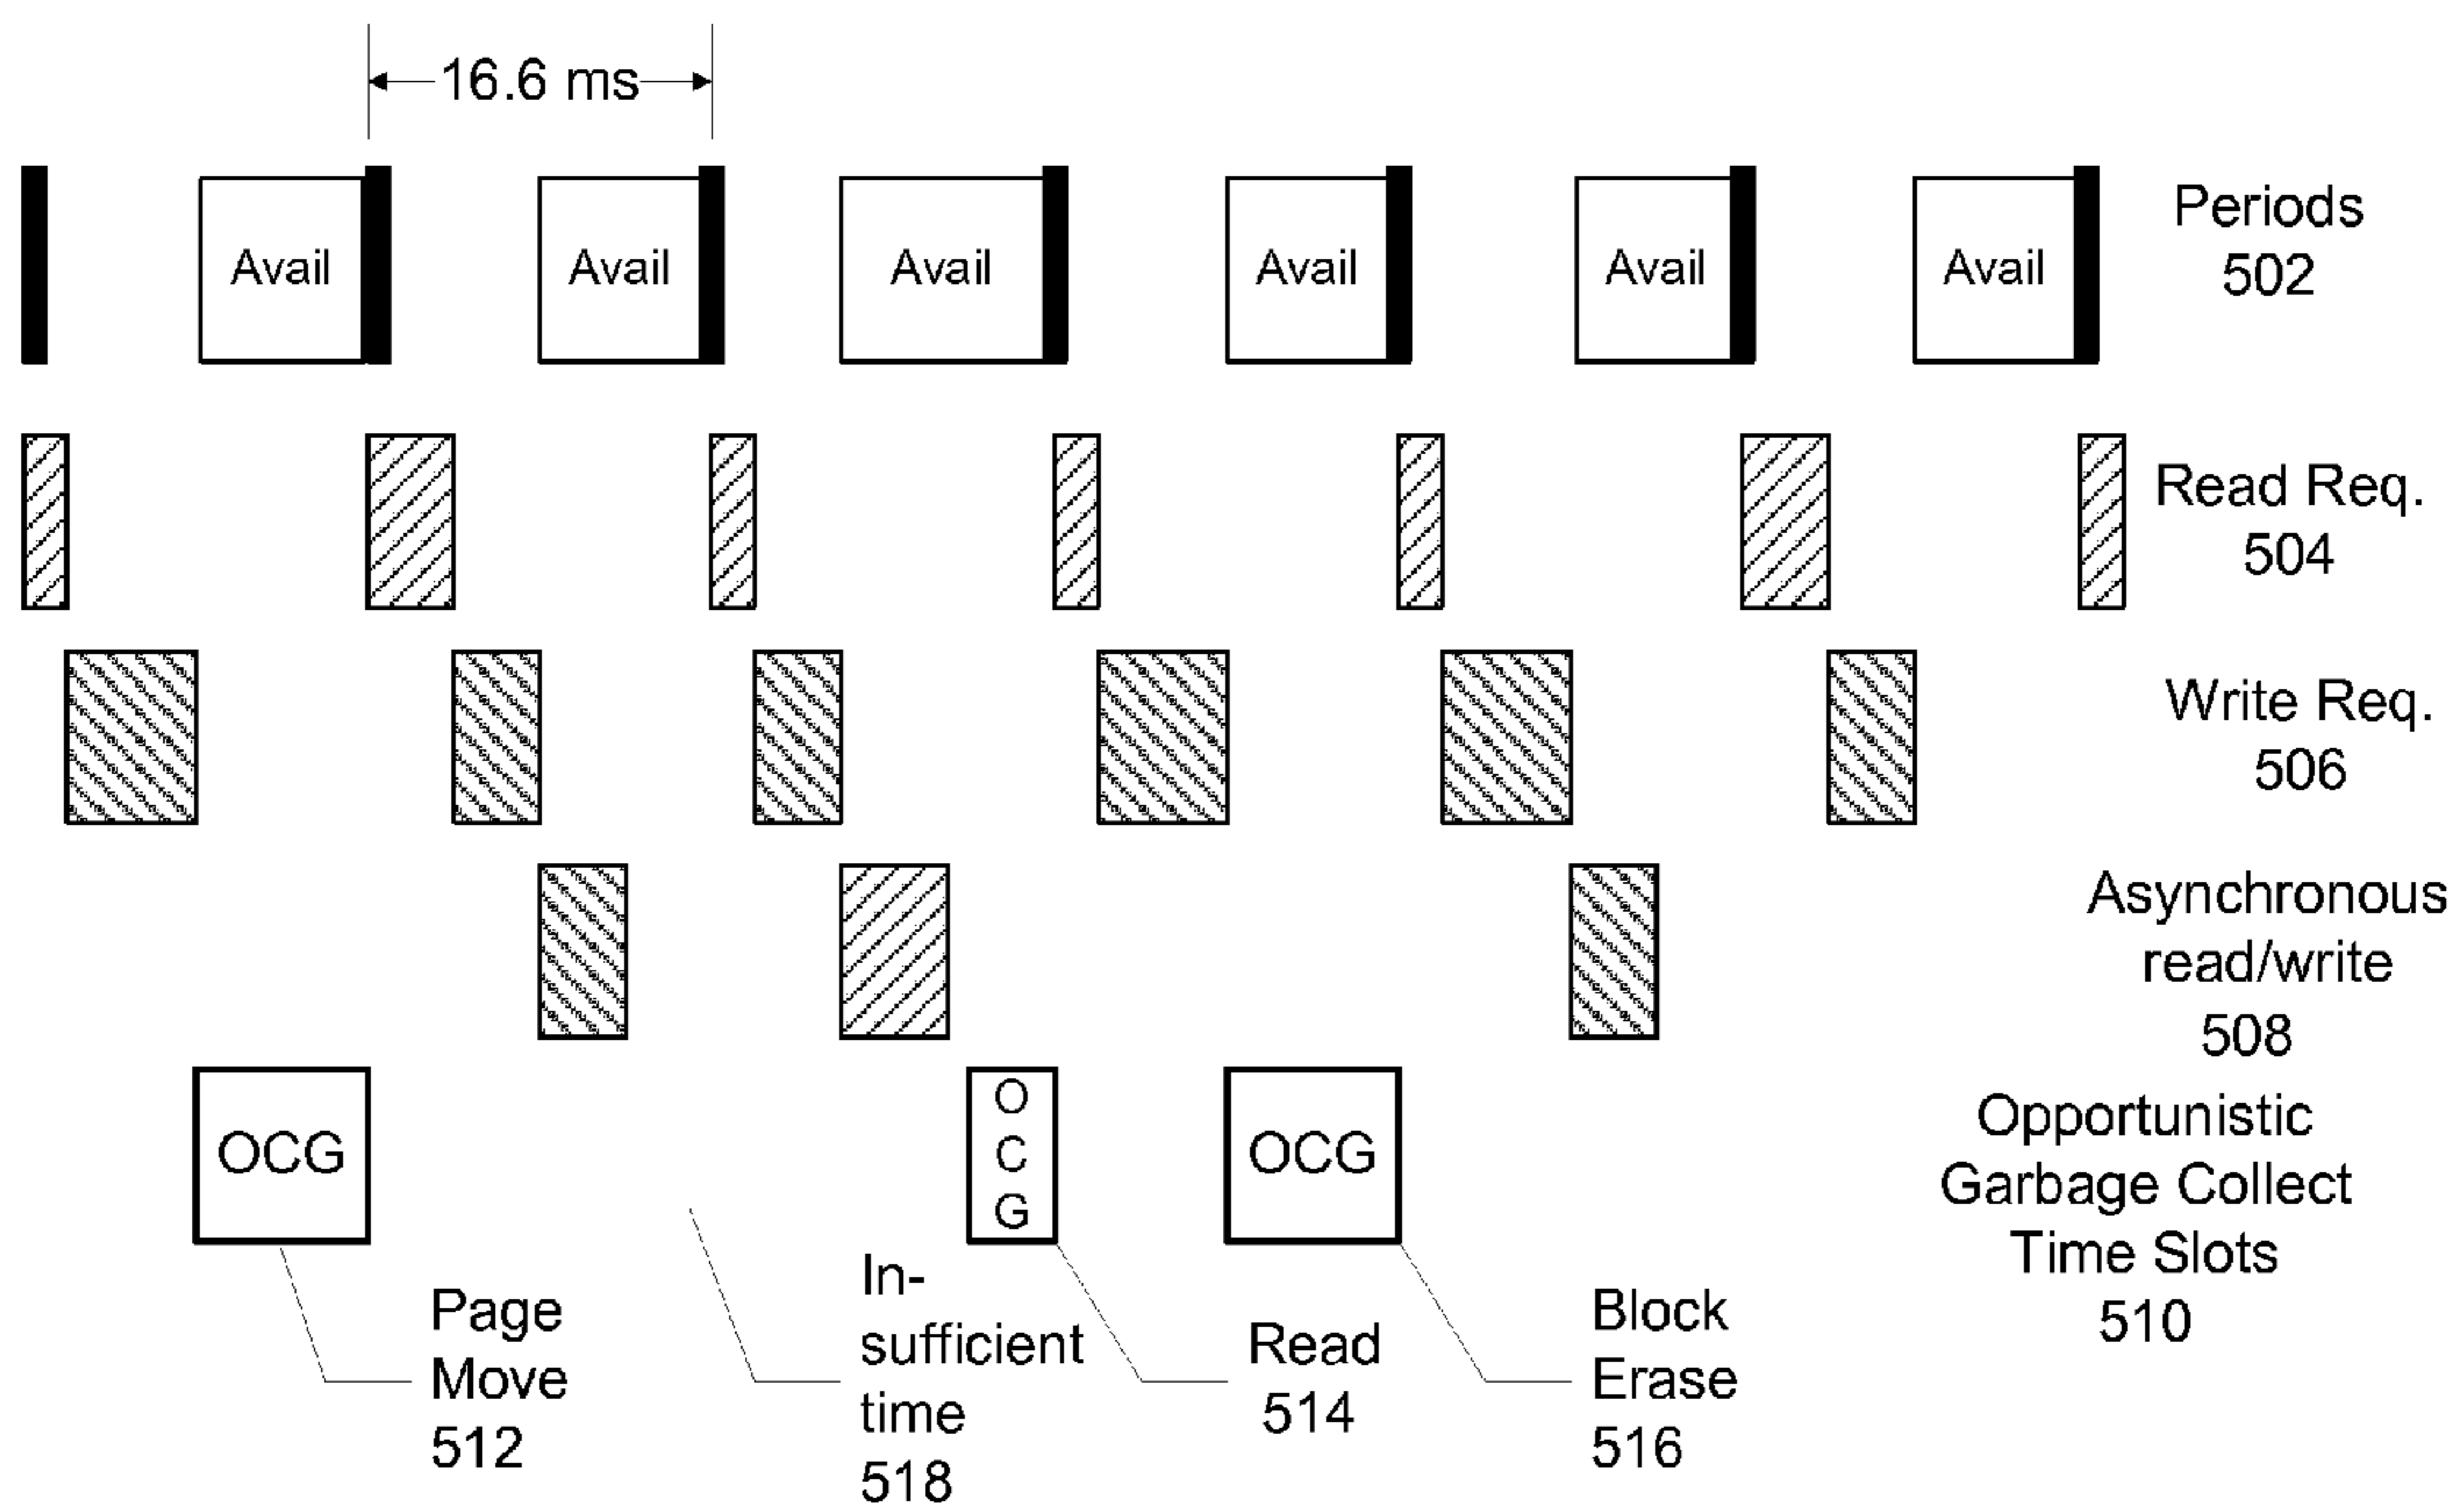 16.6 ms
Avail
Avail
Avail
Avail
Avail
Avail
Periods
502
Read Req.
504
Write Req.
506
Asynchronous
read/write
508
OCG
O
C
G
OCG
Opportunistic
Garbage Collect
Time Slots
510
Page
Move
512
In-
sufficient
time
518
Read
514
Block
Erase
516